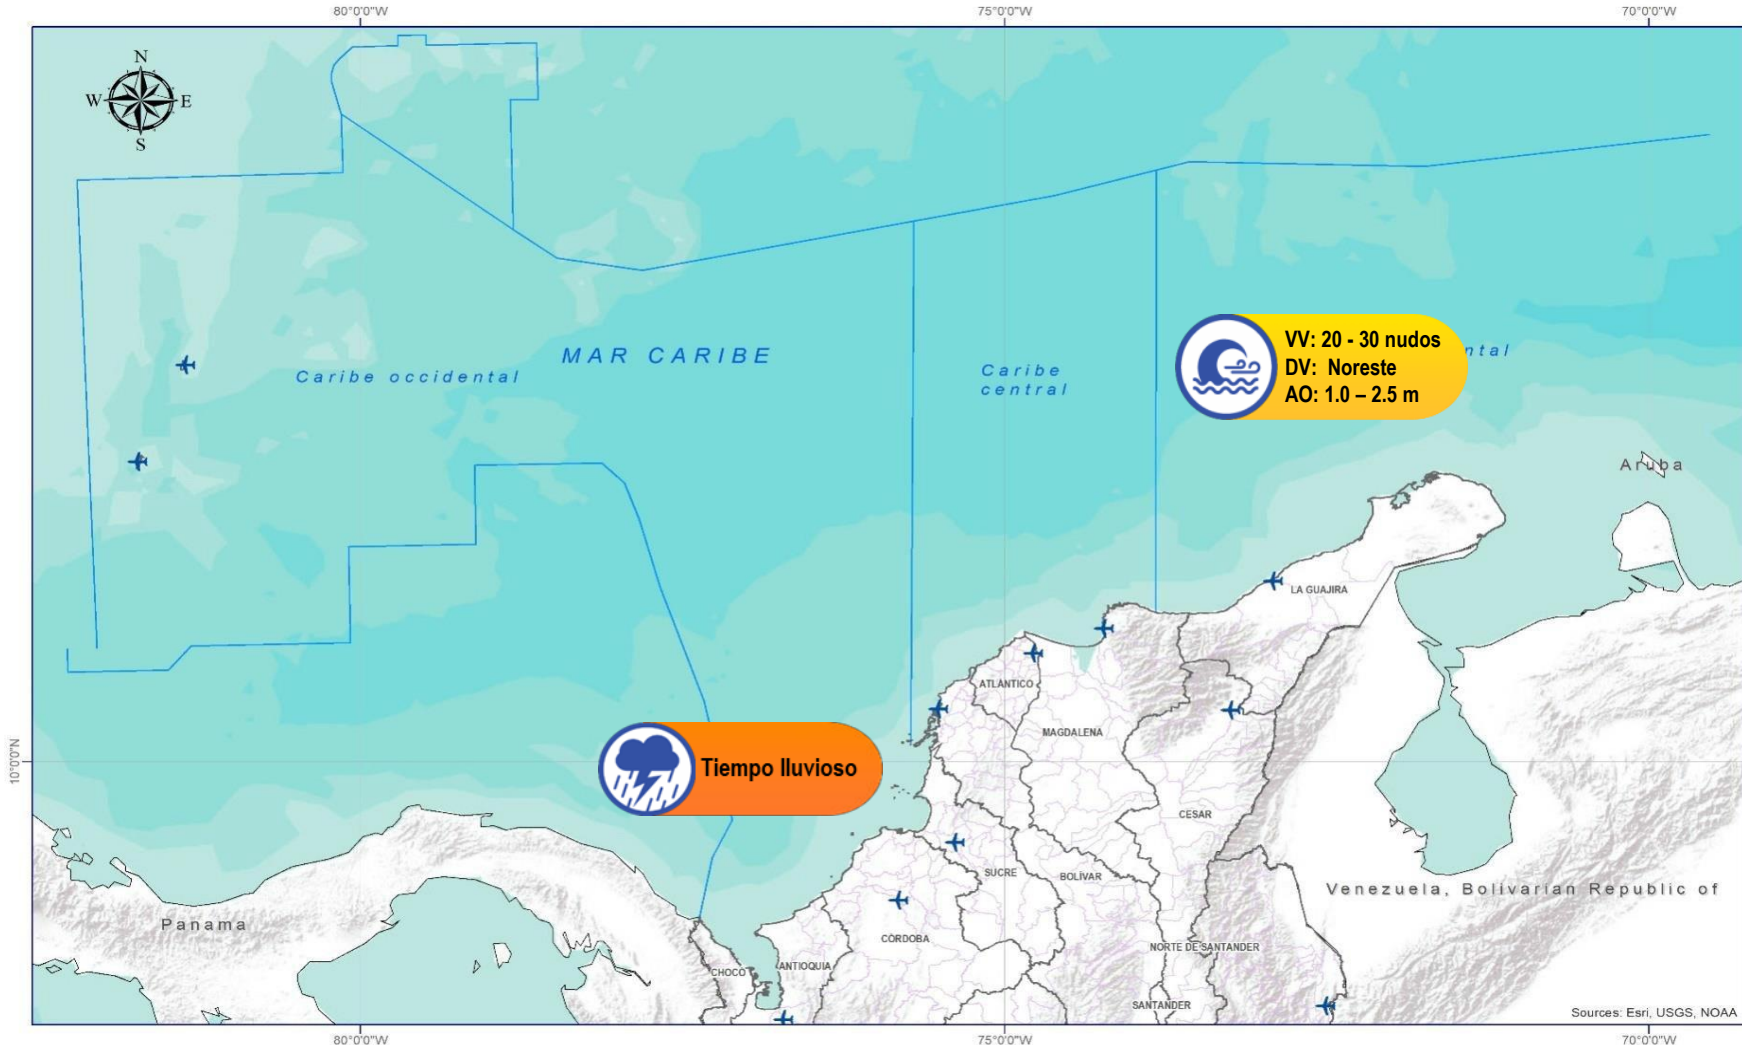 80°0'0"W
75°0'0"W
70°0'0"W
N
W
E
S
VV: 20 - 30 nudos
DV: Noreste
AO: 1.0 – 2.5 m
ntal
MAR CARIBE
Caribe occidental
Caribe
central
Aruba
LA GUAJIRA
ATLÁNTICO
MAGDALENA
10°0'0"N
Tiempo lluvioso
CESAR
SUCRE
BOLÍVAR
Venezuela, Bolivarian Republic of
Panama
CÓRDOBA
NORTE DE SANTANDER
CHOCO
ANTIOQUIA
SANTANDER
Sources: Esri, USGS, NOAA
80°0'0"W
75°0'0"W
70°0'0"W